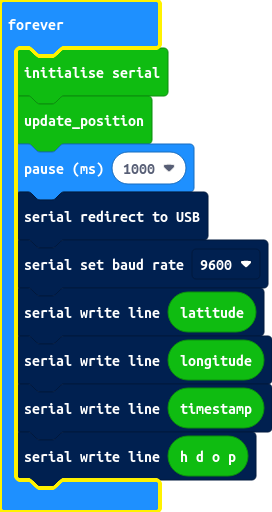 forever
initialise serial
update_position
pause (ms) 1000
serial redirect to USB
serial set baud rate 9600
serial write line latitude
serial write line longitude
serial write line timestamp
serial write line h d o p